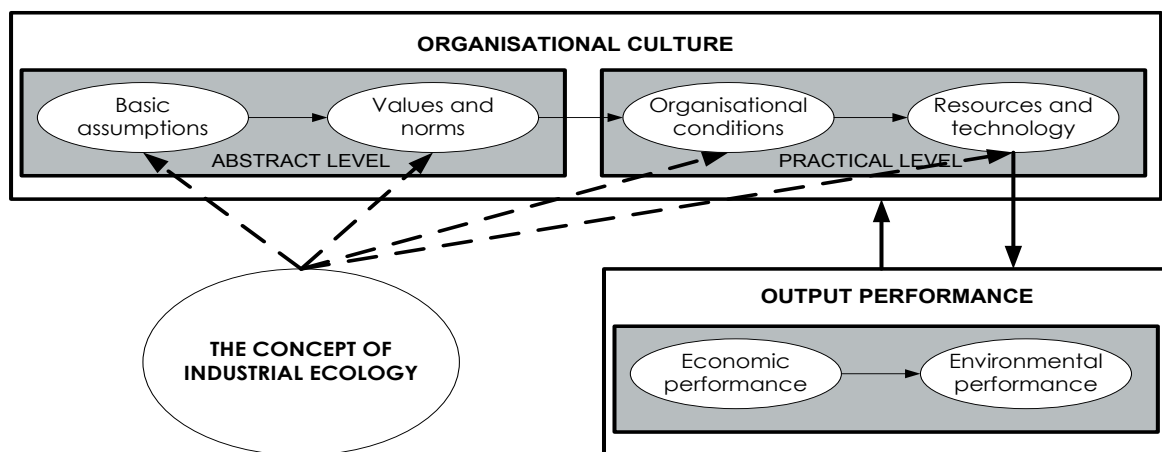 ORGANISATIONAL CULTURE
Basic
assumptions
Values and
norms
ABSTRACT LEVEL
Organisational
conditions
Resources and
technology
PRACTICAL LEVEL
THE CONCEPT OF
INDUSTRIAL ECOLOGY
OUTPUT PERFORMANCE
Economic
performance
Environmental
performance